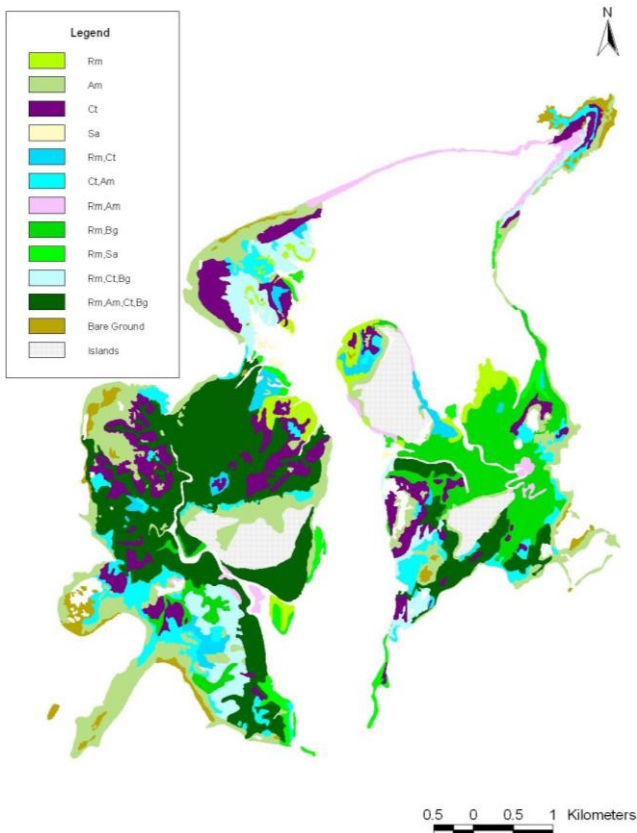 N
Legend
Rm
Am
Ct
Sa
Rm,Ct
Ct,Am
Rm,Am
Rm,Bg
Rm,Sa
Rm,Ct,Bg
Rm,Am,Ct,Bg
Bare Ground
Islands
0.5 0 0.5 1 Kilometers